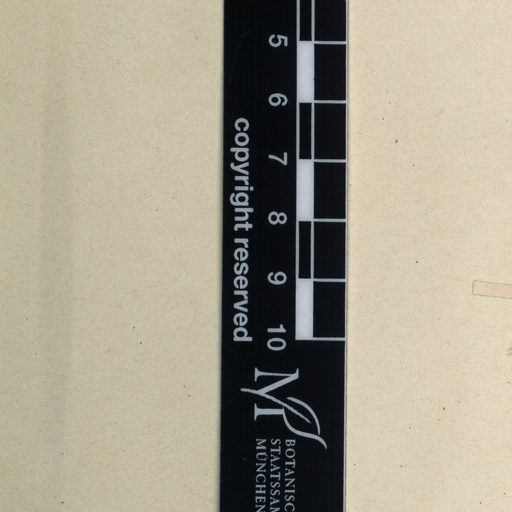 5
6
7
8
9
10
copyright reserved
M
BOTANISC
STAATSSAM
MÜNCHEN